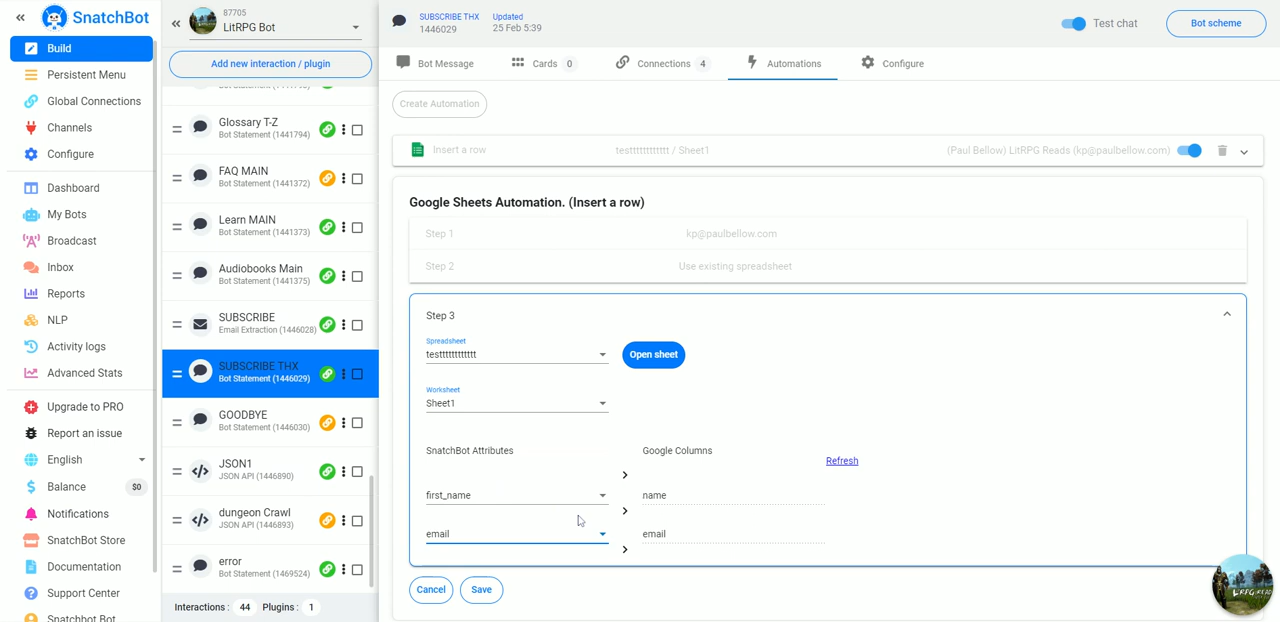 SnatchBot
Build
Persistent Menu
Global Connections
Channels
Configure
Dashboard
My Bots
Broadcast
Inbox
Reports
NLP
Activity logs
Advanced Stats
Upgrade to PRO
Report an issue
English
Balance $0
Notifications
SnatchBot Store
Documentation
Support Center
Snatchbot Bot
87705
LitRPG Bot
Add new interaction / plugin
Glossary T-Z
Bot Statement (1441794)
FAQ MAIN
Bot Statement (1441372)
Learn MAIN
Bot Statement (1441373)
Audiobooks Main
Bot Statement (1441375)
SUBSCRIBE
Email Extraction (1446028)
SUBSCRIBE THX
Bot Statement (1446029)
GOODBYE
Bot Statement (1446030)
JSON1
JSON API (1446890)
dungeon Crawl
JSON API (1446893)
error
Bot Statement (1469524)
Interactions : 44 Plugins : 1
SUBSCRIBE THX
1446029
Updated
25 Feb 5:39
Test chat
Bot scheme
Bot Message
Cards 0
Connections 4
Automations
Configure
Create Automation
Insert a row
/ Sheet1
(Paul Bellow) LitRPG Reads (kp@paulbellow.com)
Google Sheets Automation. (Insert a row)
Step 1 kp@paulbellow.com
Step 2 Use existing spreadsheet
Step 3
Spreadsheet
Open sheet
Worksheet
Sheet1
SnatchBot Attributes
Google Columns
Refresh
first_name
name
email
email
Cancel
Save